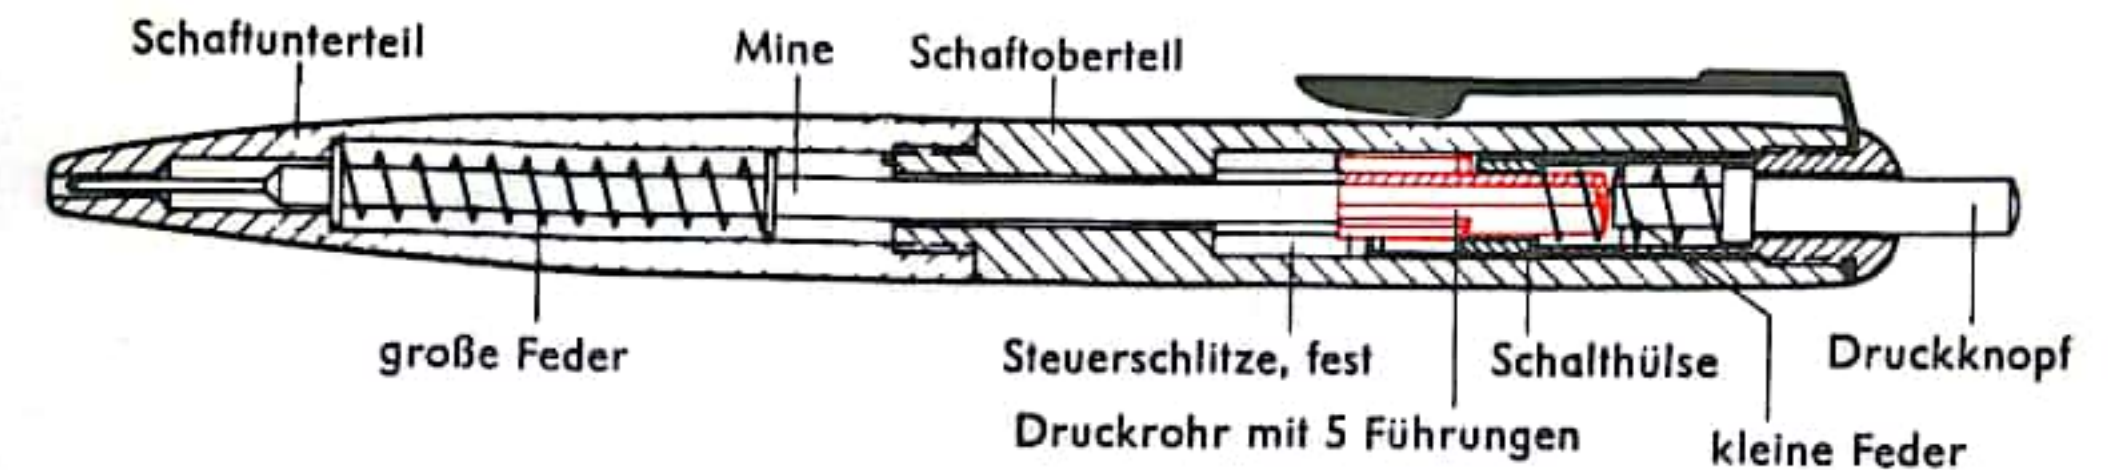 Schaftunterteil
Mine
Schaftoberteil
große Feder
Steuerschlitze, fest
Schalthülse
Druckknopf
Druckrohr mit 5 Führungen
kleine Feder